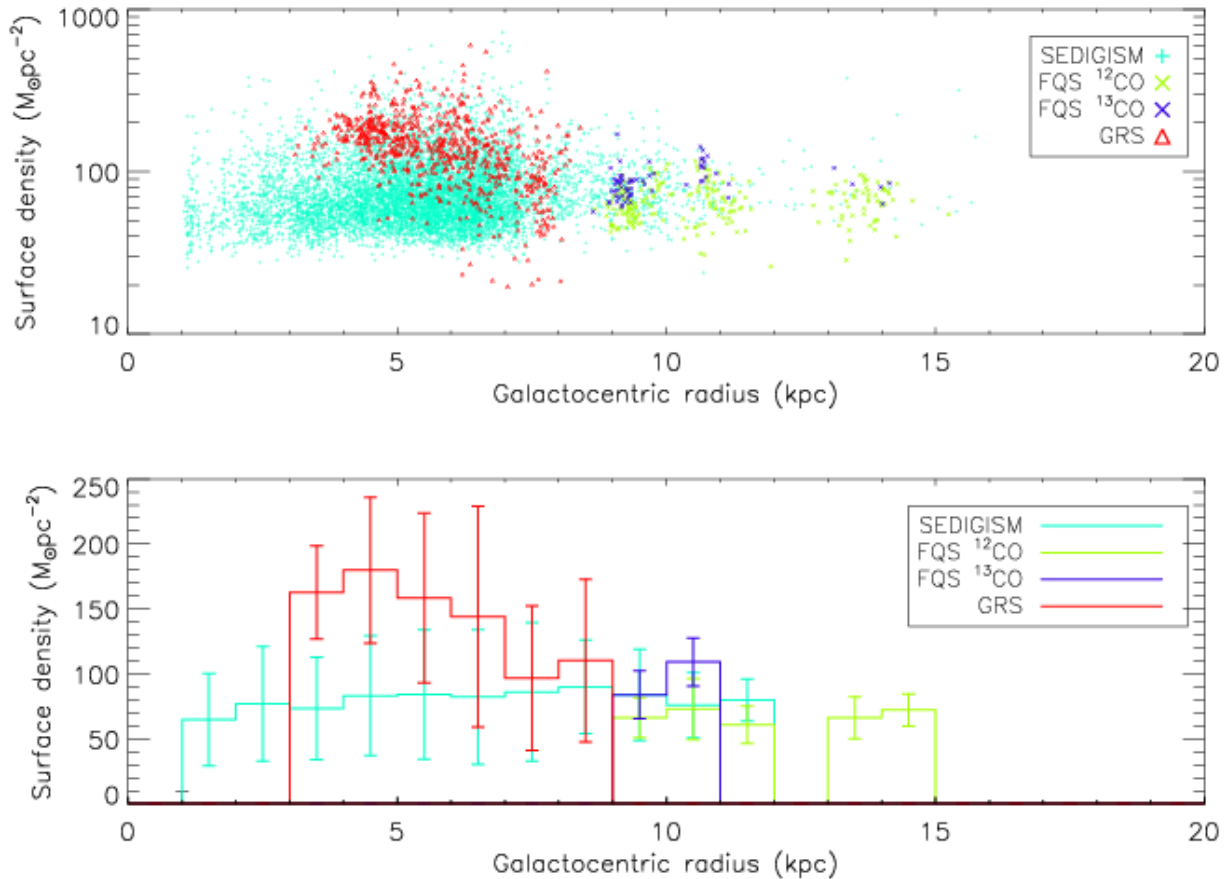 Surface density (M⊙pc⁻²)
1000
100
10
SEDIGISM
FQS ¹²CO
FQS ¹³CO
GRS
0 5 10 15 20
Galactocentric radius (kpc)
Surface density (M⊙pc⁻²)
250
200
150
100
50
0
SEDIGISM
FQS ¹²CO
FQS ¹³CO
GRS
0 5 10 15 20
Galactocentric radius (kpc)